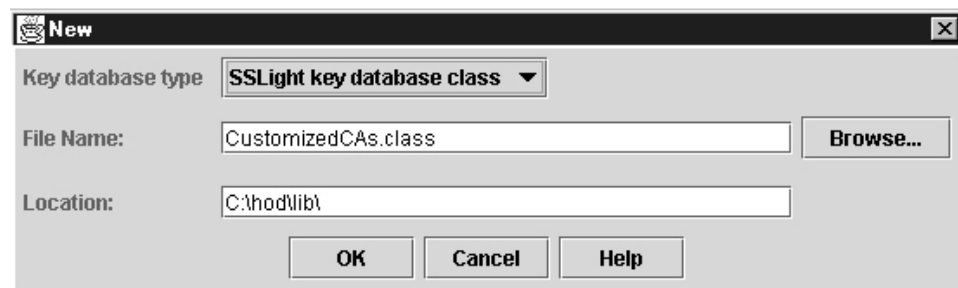 New
Key database type SSLight key database class
File Name: CustomizedCAs.class Browse...
Location: C:\hod\lib\
OK Cancel Help